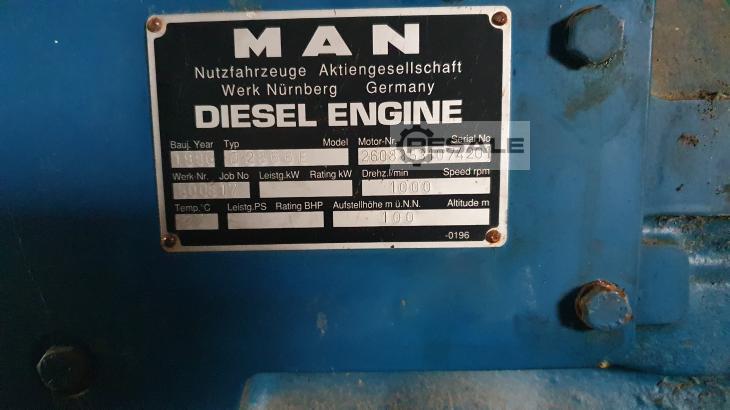 MAN
Nutzfahrzeuge Aktiengesellschaft
Werk Nürnberg Germany
DIESEL ENGINE
Bauj. Year Typ Model Motor-Nr. Serial No
RESALE
Werk-Nr. Job No Leistg.kW Rating kW Drehz.l/min Speed rpm
1000
Temp.°C Leistg.PS Rating BHP Aufstellhöhe m ü.N.N. Altitude m
100
-0196